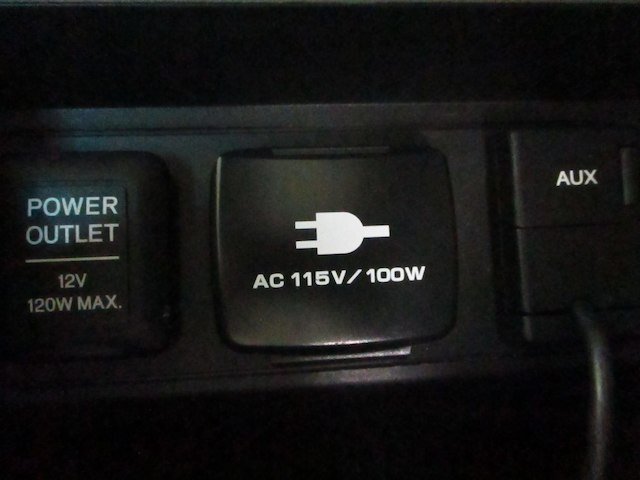 POWER
OUTLET
12V
120W MAX.
AC 115V/100W
AUX